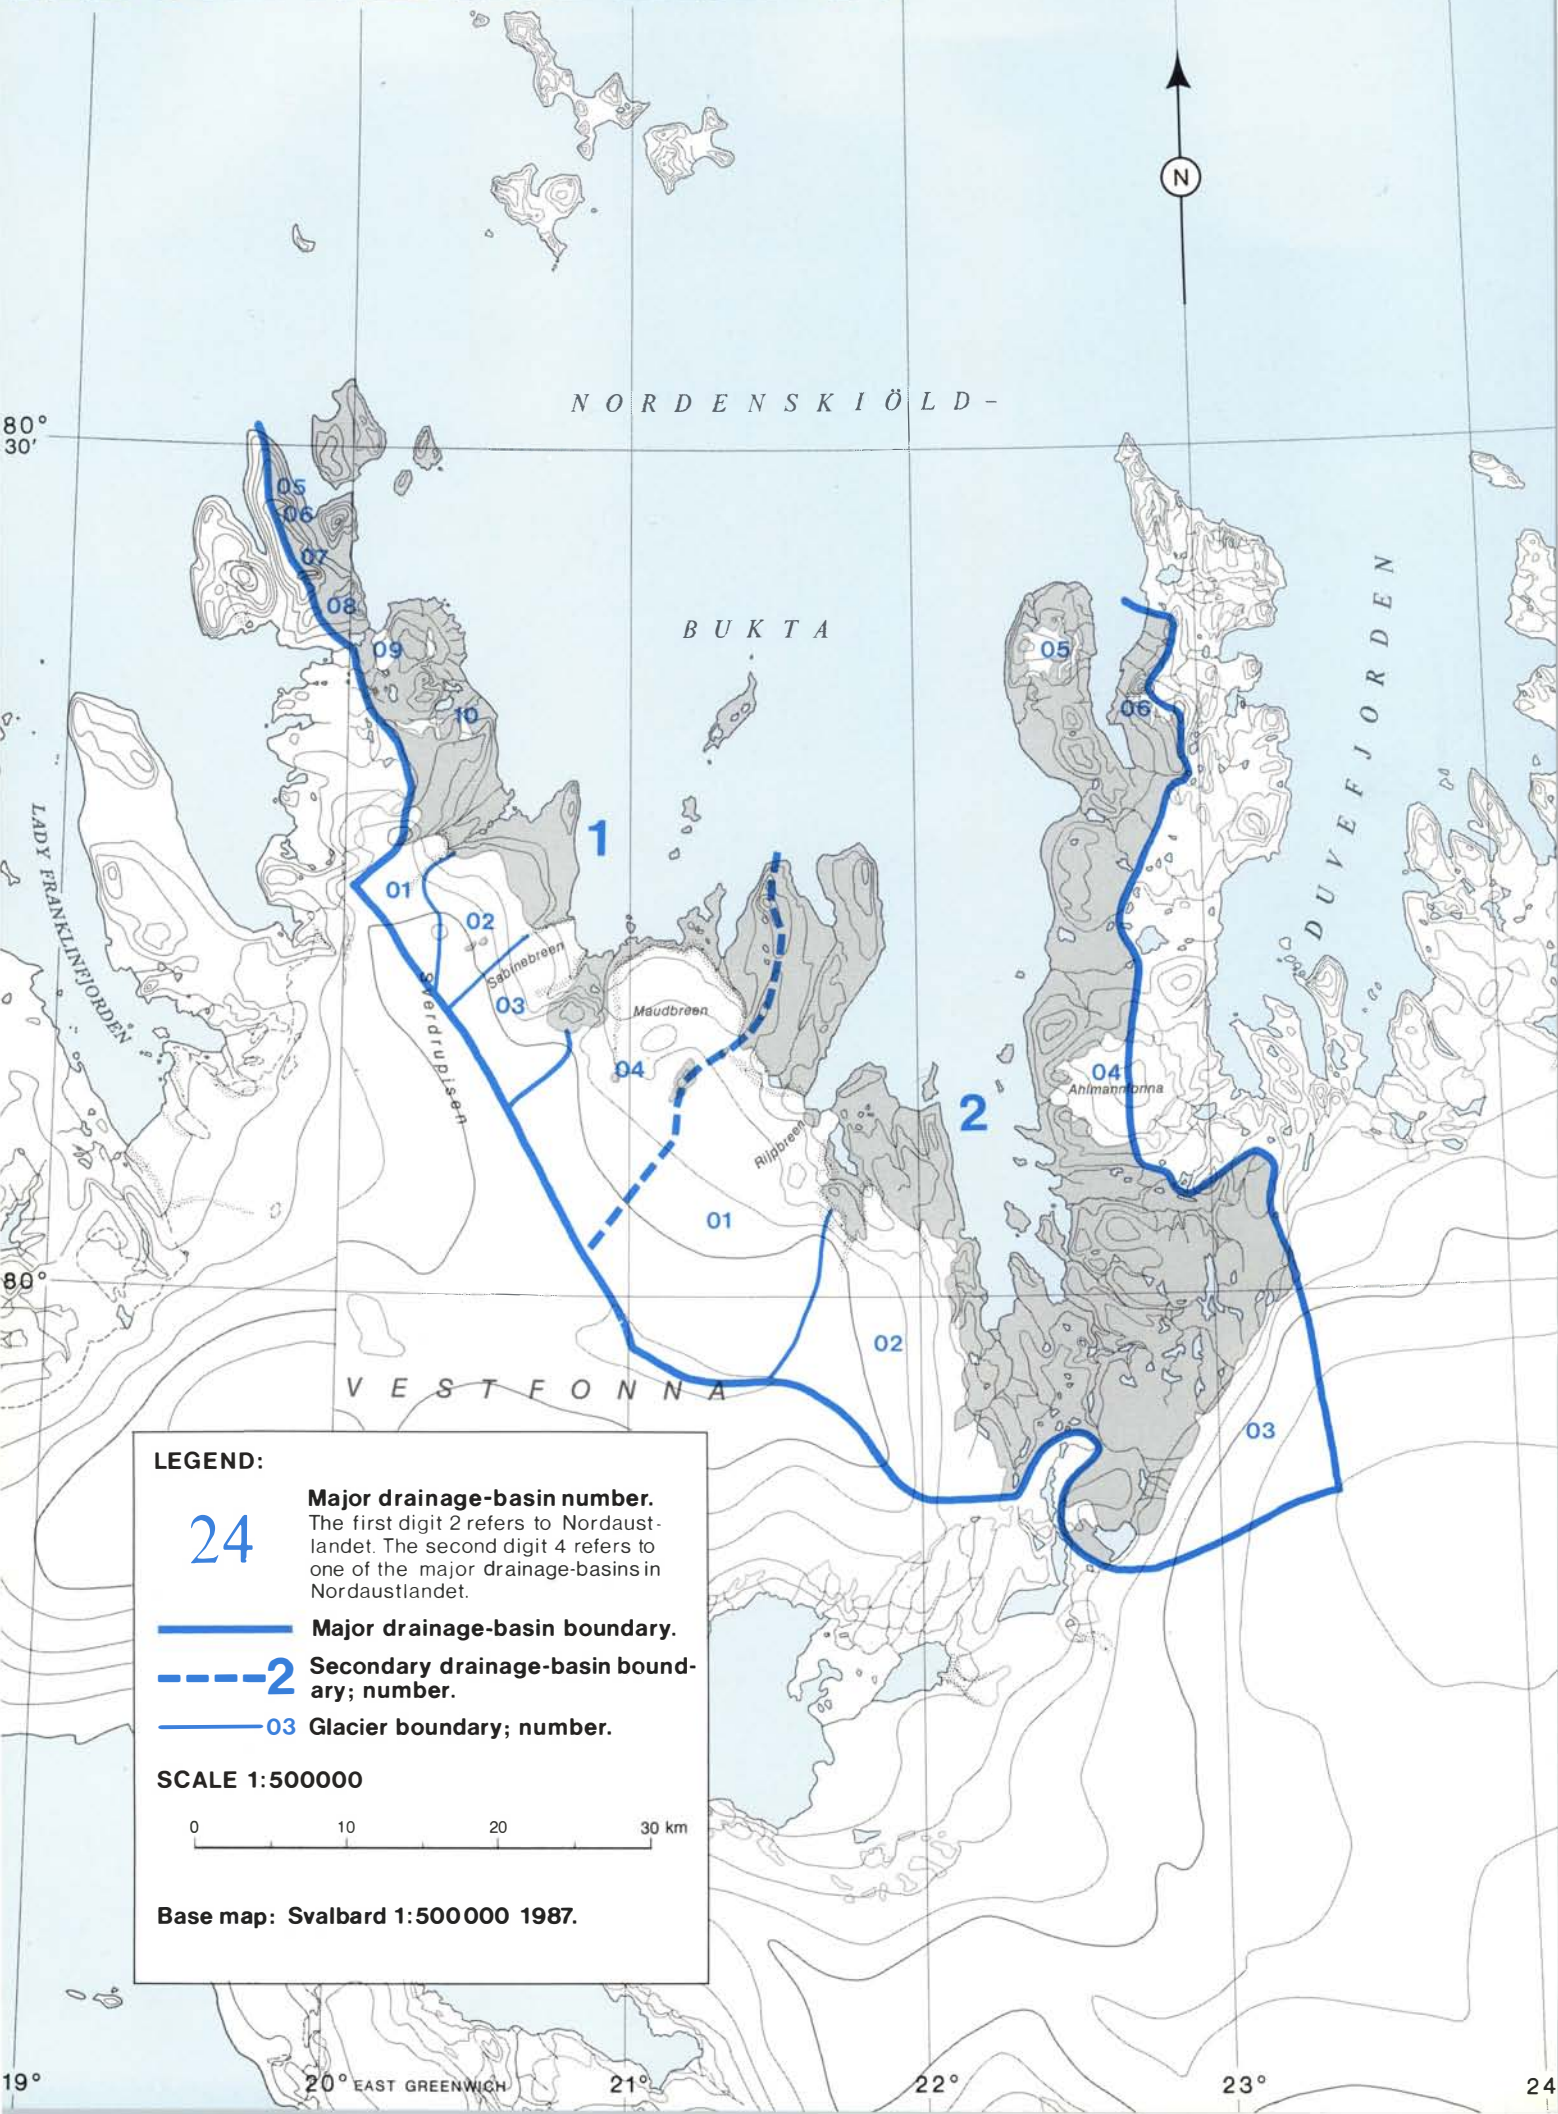 N
NORDENSKIÖLD-
80°
30'
05
06
07
08
BUKTA
09
05
10
06
DUVEFJORDEN
LADY FRANKLINFJORDEN
1
01
02
Sabinebreen
03
Sverdrupisen
Maudbreen
04
04
Ahlmannfonna
2
Rijpbreen
01
80°
02
VESTFONNA
03
LEGEND:
24
Major drainage-basin number.
The first digit 2 refers to Nordaust-
landet. The second digit 4 refers to
one of the major drainage-basins in
Nordaustlandet.
Major drainage-basin boundary.
2 Secondary drainage-basin bound-
ary; number.
03 Glacier boundary; number.
SCALE 1:500000
0 10 20 30 km
Base map: Svalbard 1:500000 1987.
19° 20° EAST GREENWICH 21° 22° 23° 24